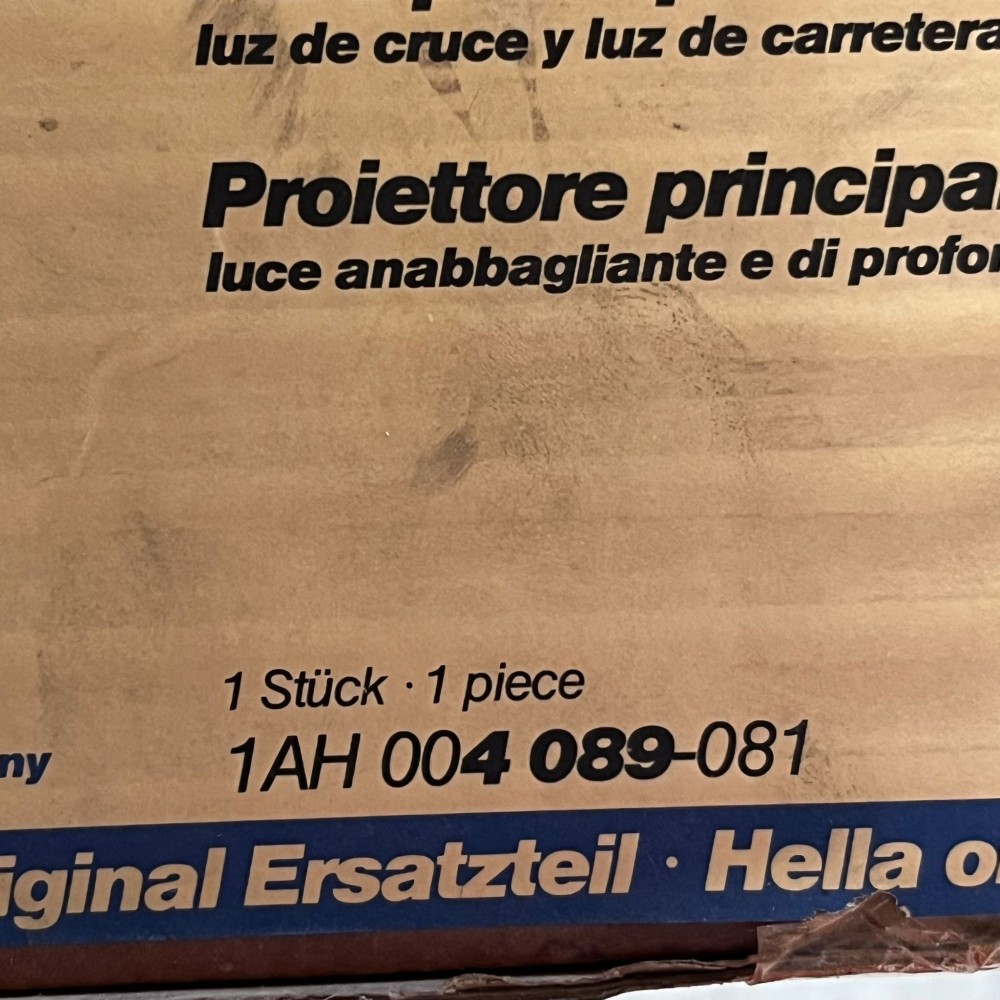 luz de cruce y luz de carretera
Proiettore principa
luce anabbagliante e di profo
1 Stück · 1 piece
1AH 004 089-081
ny
iginal Ersatzteil · Hella o